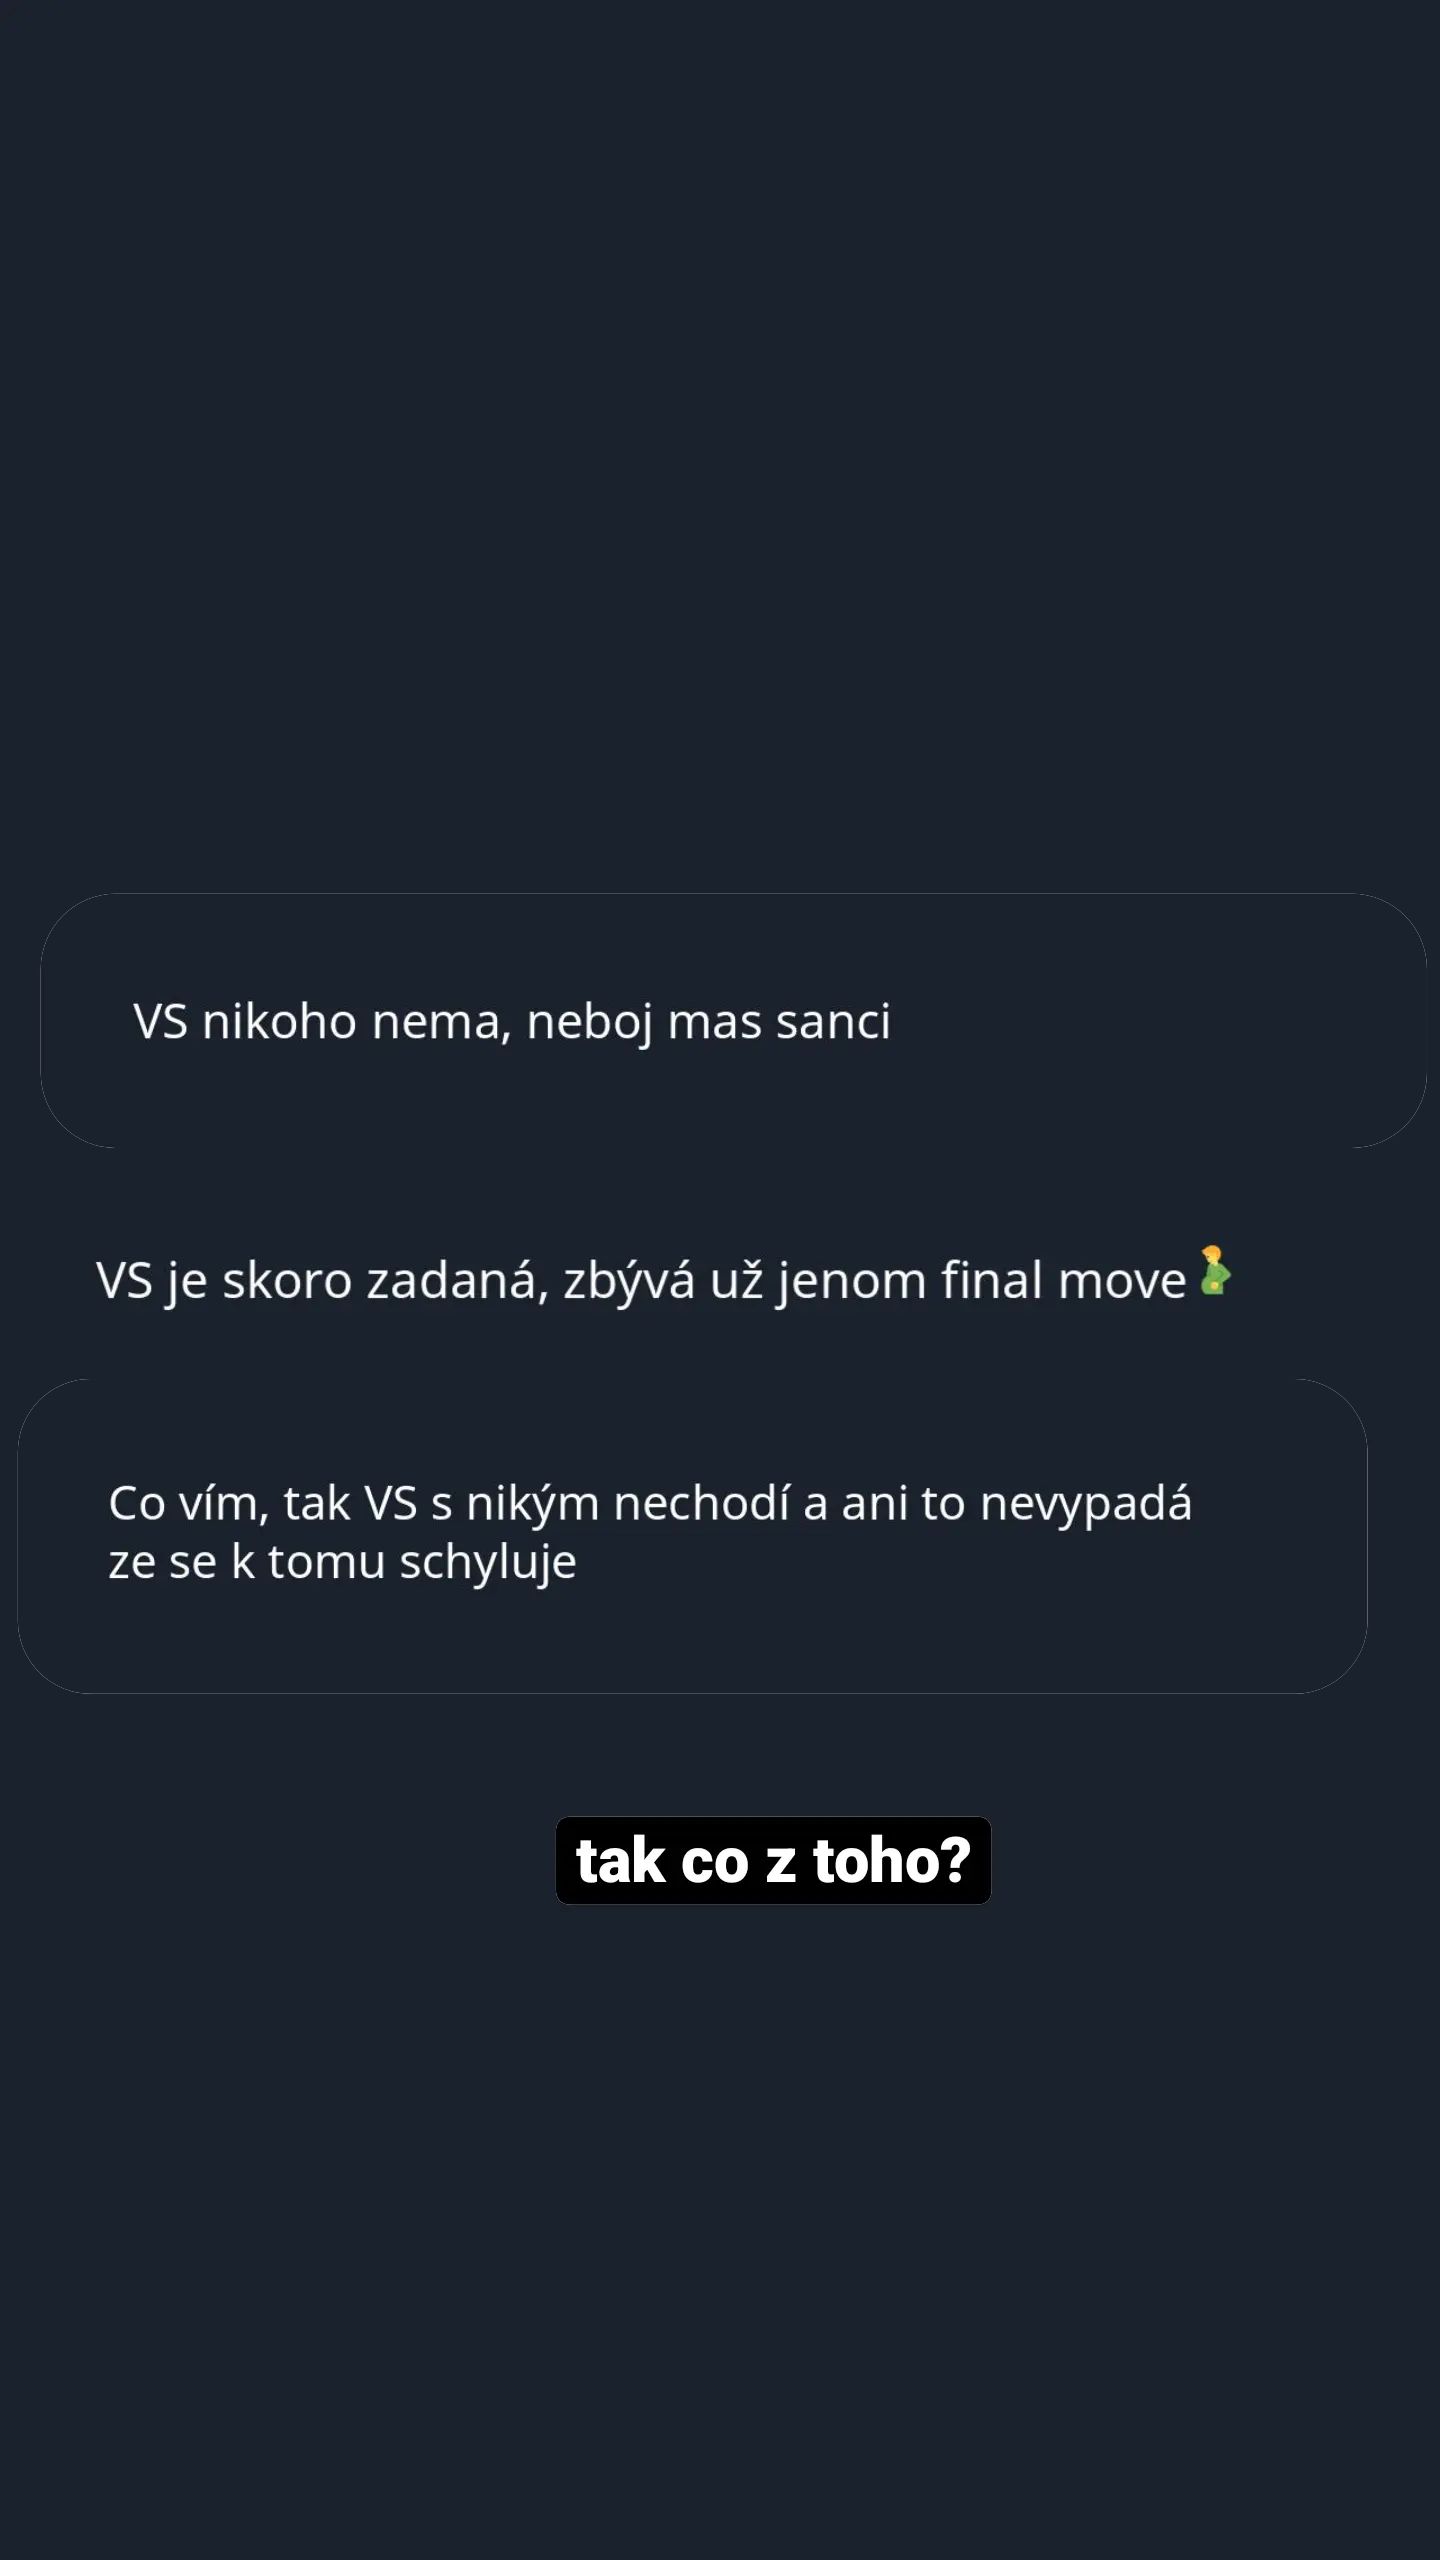 VS nikoho nema, neboj mas sanci
VS je skoro zadaná, zbývá už jenom final move🫃
Co vím, tak VS s nikým nechodí a ani to nevypadá
ze se k tomu schyluje
tak co z toho?